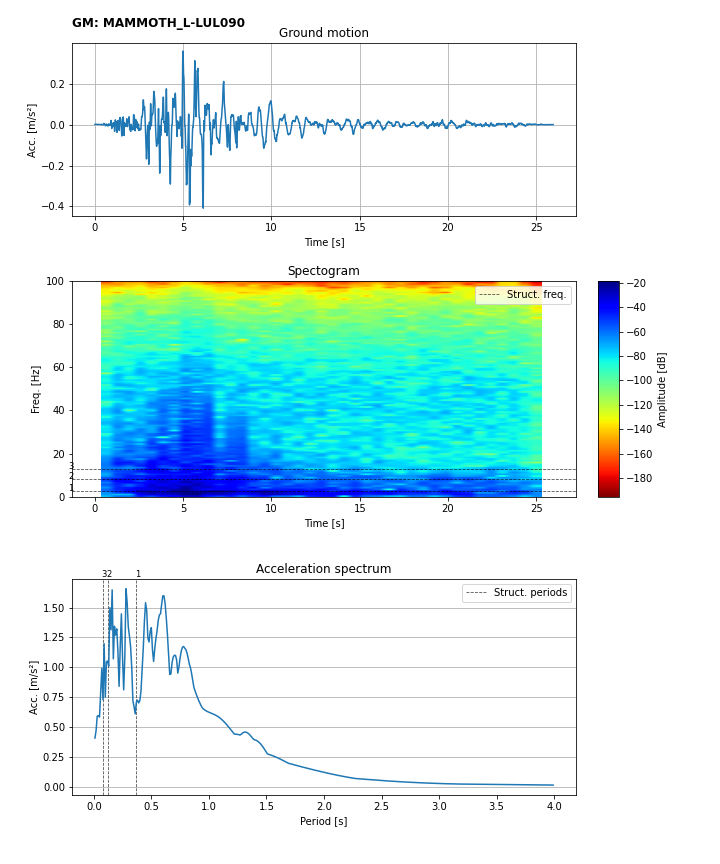 GM: MAMMOTH_L-LUL090
Ground motion
Acc. [m/s²]
0.2
0.0
−0.2
−0.4
0 5 10 15 20 25
Time [s]
Spectogram
Freq. [Hz]
100
80
60
40
20
0
3
2
1
Struct. freq.
0 5 10 15 20 25
Time [s]
−20
−40
−60
−80
−100
−120
−140
−160
−180
Amplitude [dB]
Acceleration spectrum
32 1
Struct. periods
Acc. [m/s²]
1.50
1.25
1.00
0.75
0.50
0.25
0.00
0.0 0.5 1.0 1.5 2.0 2.5 3.0 3.5 4.0
Period [s]